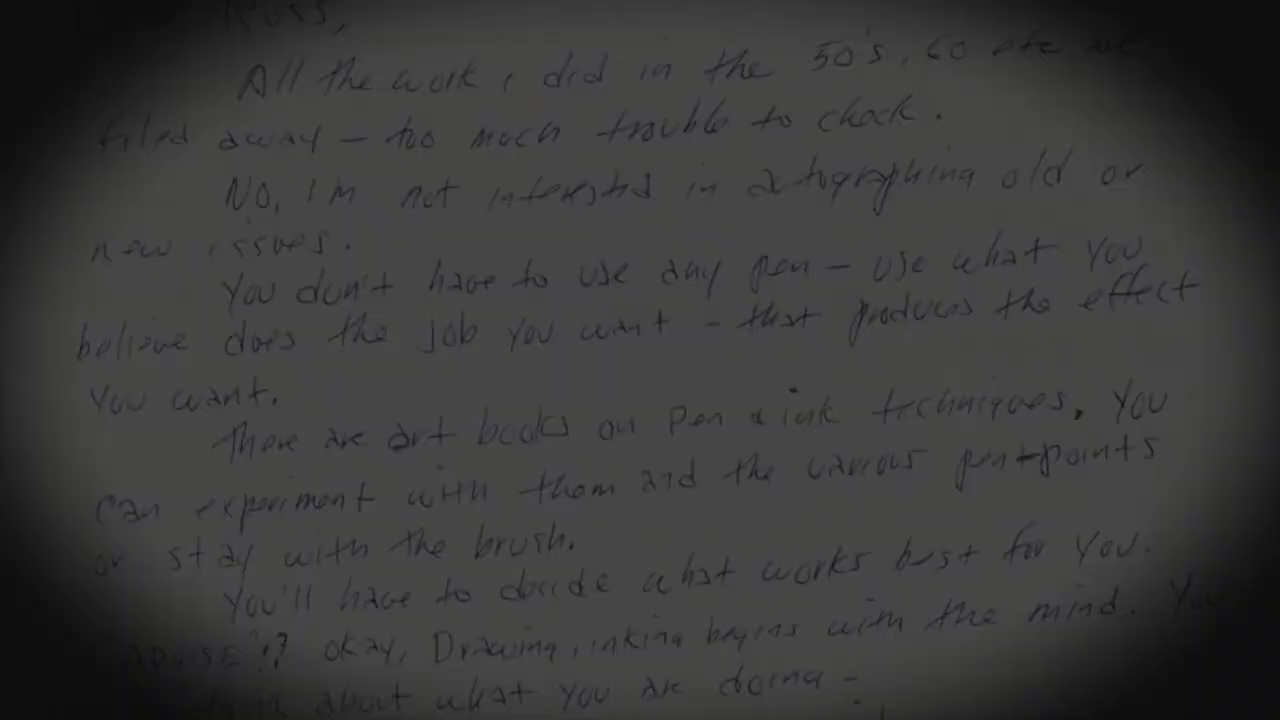 Russ,
All the work I did in the 50's, 60 etc are
filed away – too much trouble to check.
No, I'm not interested in autographing old or
new issues.
You don't have to use any pen – use what you
believe does the job you want – that produces the effect
you want.
There are art books on pen & ink techniques. You
can experiment with them and the various pen points
or stay with the brush.
You'll have to decide what works best for you.
ADVISE!? okay, Drawing, inking begins with the mind. You
about what you are doing –